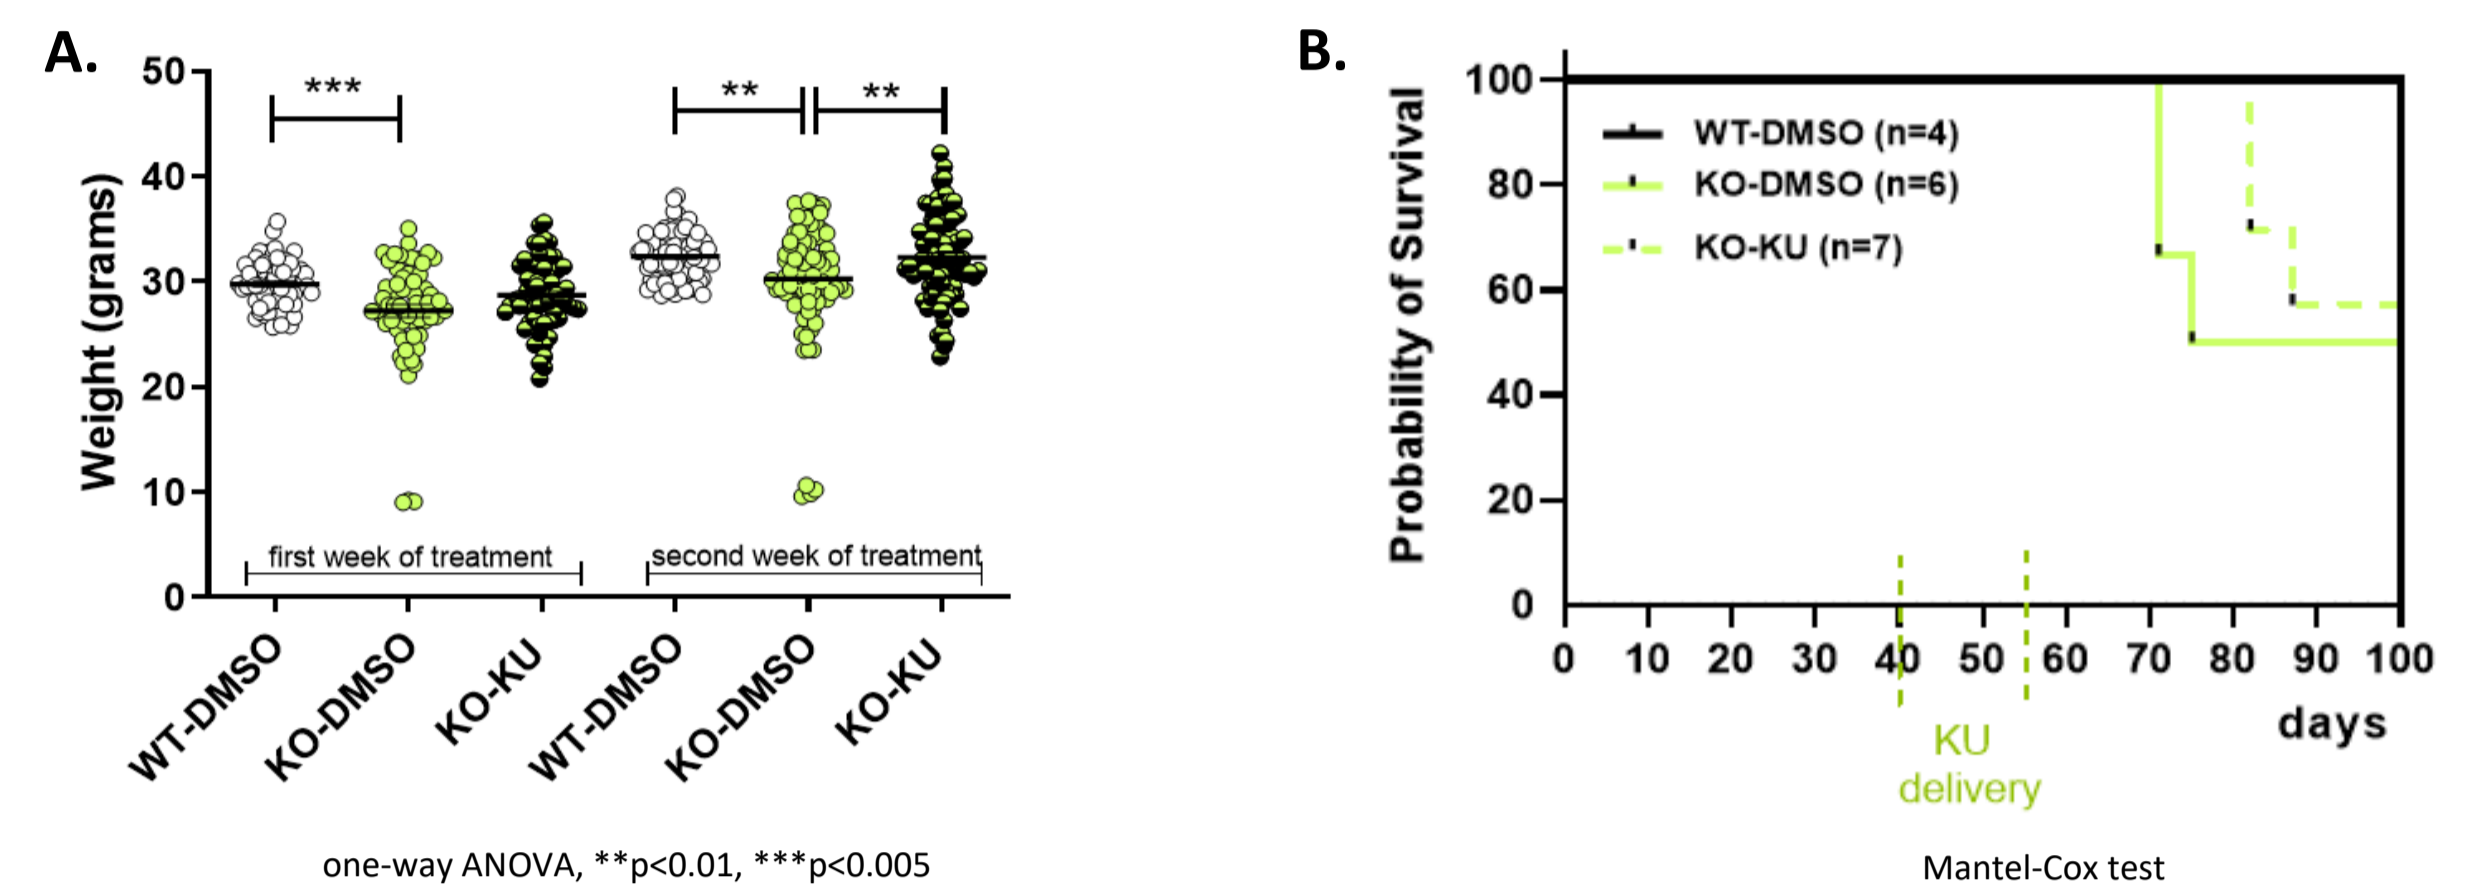 A.
50
40
30
20
10
0
Weight (grams)
***
**
**
first week of treatment
second week of treatment
WT-DMSO
KO-DMSO
KO-KU
WT-DMSO
KO-DMSO
KO-KU
one-way ANOVA, **p<0.01, ***p<0.005
B.
100
80
60
40
20
0
Probability of Survival
WT-DMSO (n=4)
KO-DMSO (n=6)
KO-KU (n=7)
0 10 20 30 40 50 60 70 80 90 100
days
KU
delivery
Mantel-Cox test